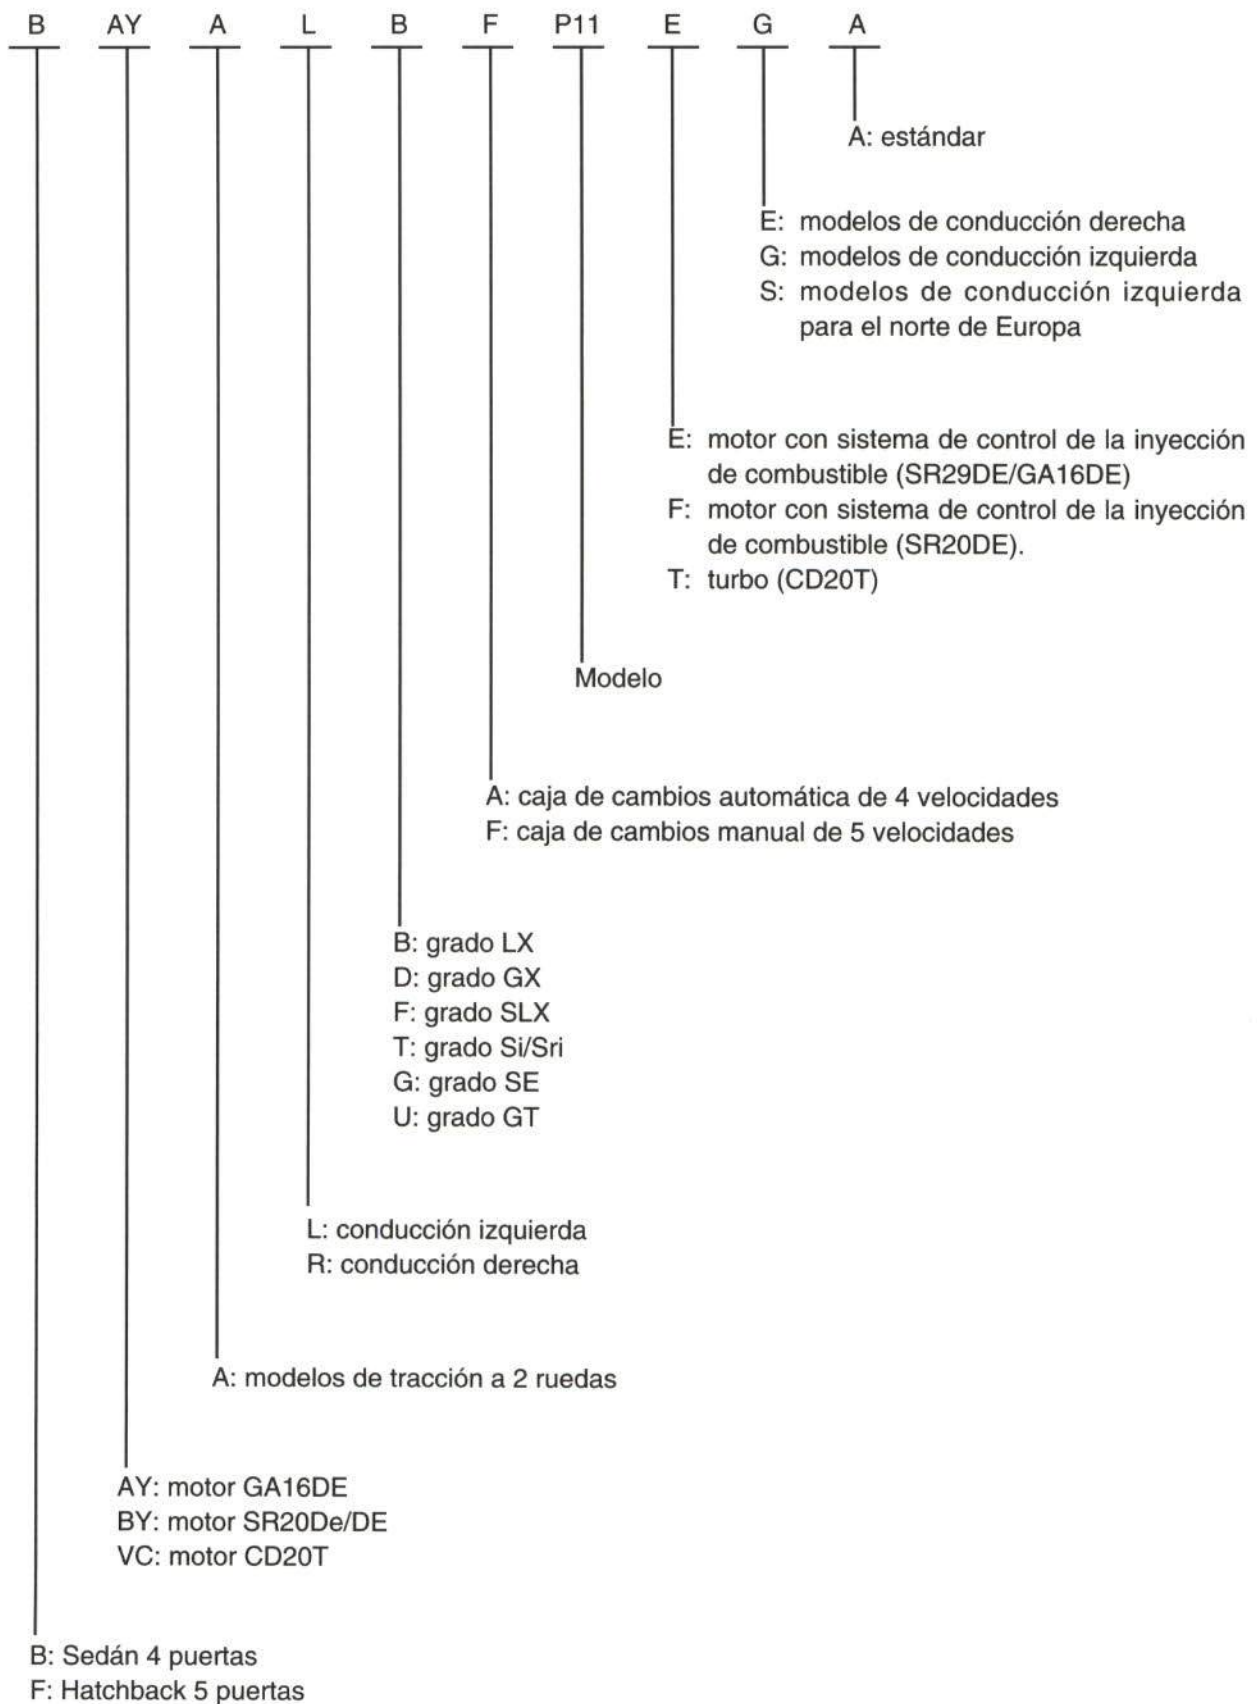 B AY A L B F P11 E G A
A: estándar
E: modelos de conducción derecha
G: modelos de conducción izquierda
S: modelos de conducción izquierda
para el norte de Europa
E: motor con sistema de control de la inyección
de combustible (SR29DE/GA16DE)
F: motor con sistema de control de la inyección
de combustible (SR20DE).
T: turbo (CD20T)
Modelo
A: caja de cambios automática de 4 velocidades
F: caja de cambios manual de 5 velocidades
B: grado LX
D: grado GX
F: grado SLX
T: grado Si/Sri
G: grado SE
U: grado GT
L: conducción izquierda
R: conducción derecha
A: modelos de tracción a 2 ruedas
AY: motor GA16DE
BY: motor SR20De/DE
VC: motor CD20T
B: Sedán 4 puertas
F: Hatchback 5 puertas